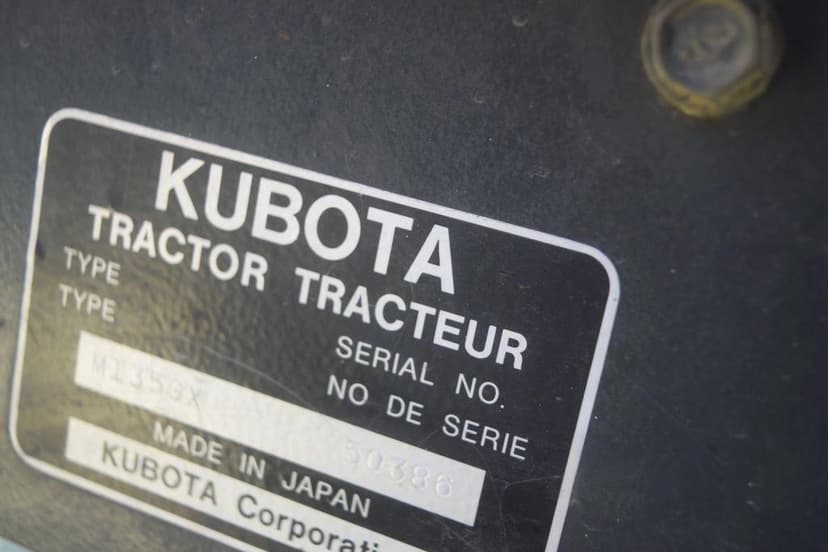 KUBOTA
TRACTOR TRACTEUR
TYPE
TYPE
SERIAL NO.
NO DE SERIE
M135GX 50386
MADE IN JAPAN
KUBOTA Corporati